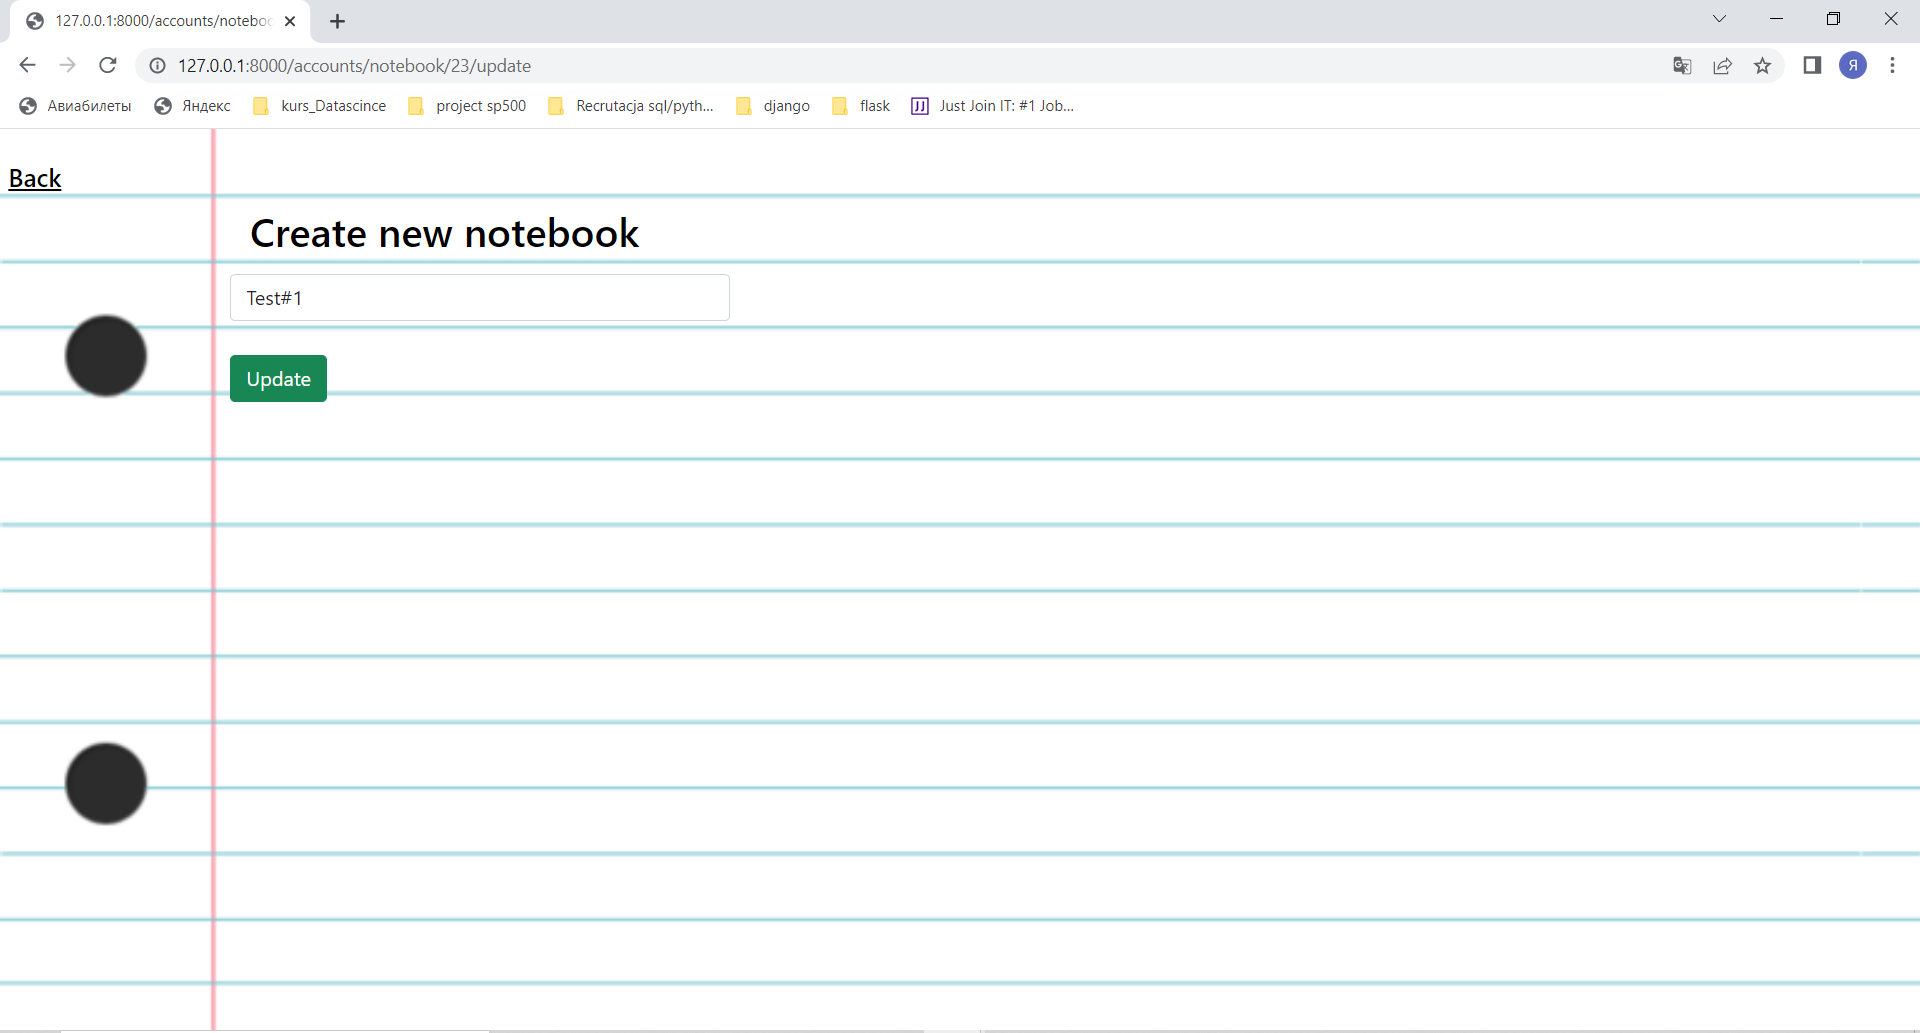 127.0.0.1:8000/accounts/noteboo
127.0.0.1:8000/accounts/notebook/23/update
Я
Авиабилеты Яндекс kurs_Datascince project sp500 Recrutacja sql/pyth... django flask JJ Just Join IT: #1 Job...
Back
Create new notebook
Test#1
Update